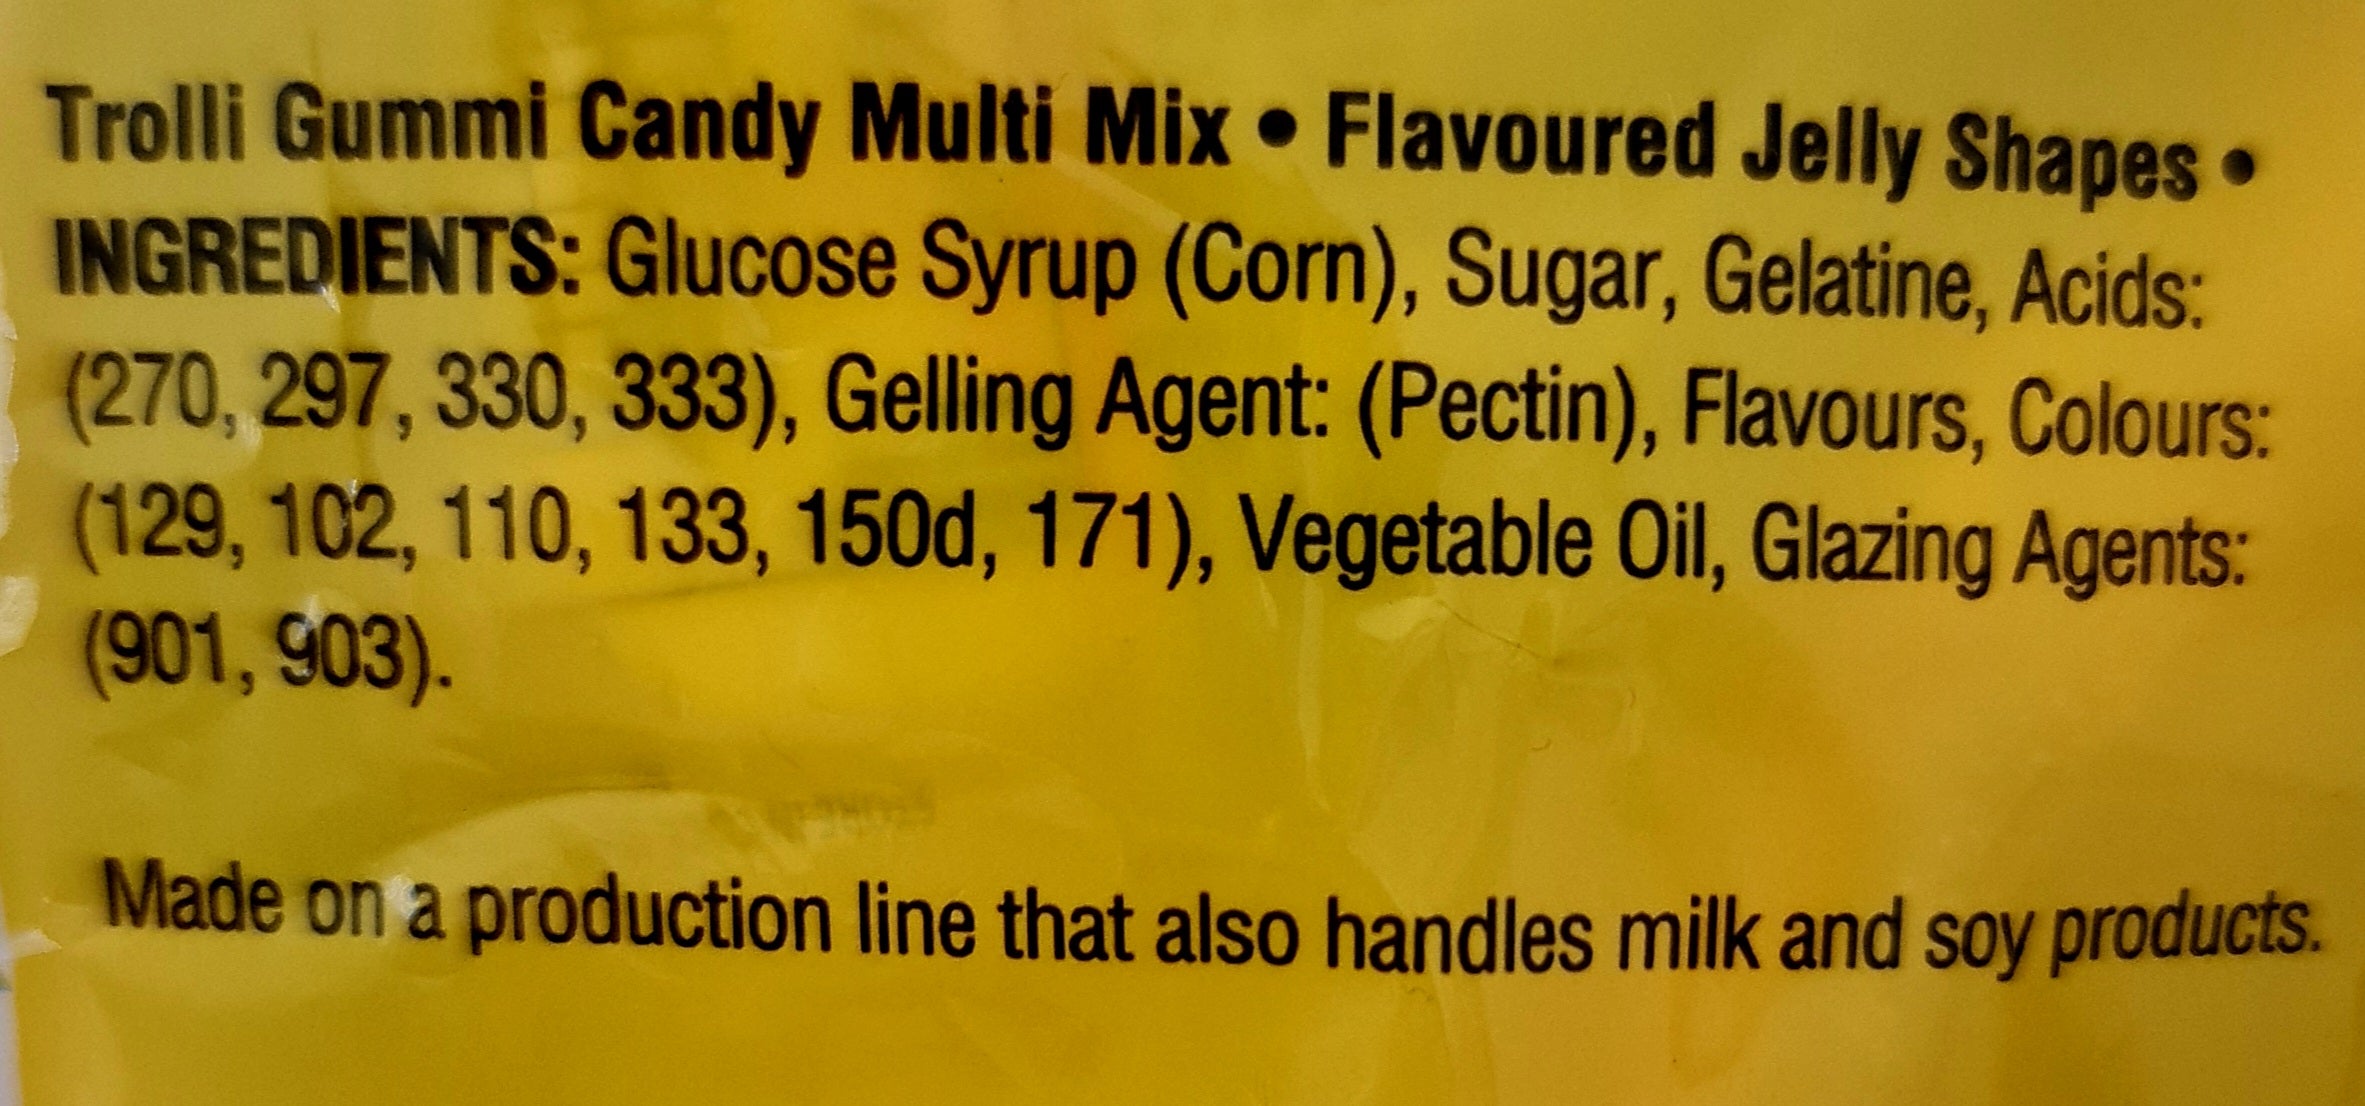 Trolli Gummi Candy Multi Mix • Flavoured Jelly Shapes •
INGREDIENTS: Glucose Syrup (Corn), Sugar, Gelatine, Acids:
(270, 297, 330, 333), Gelling Agent: (Pectin), Flavours, Colours:
(129, 102, 110, 133, 150d, 171), Vegetable Oil, Glazing Agents:
(901, 903).
Made on a production line that also handles milk and soy products.